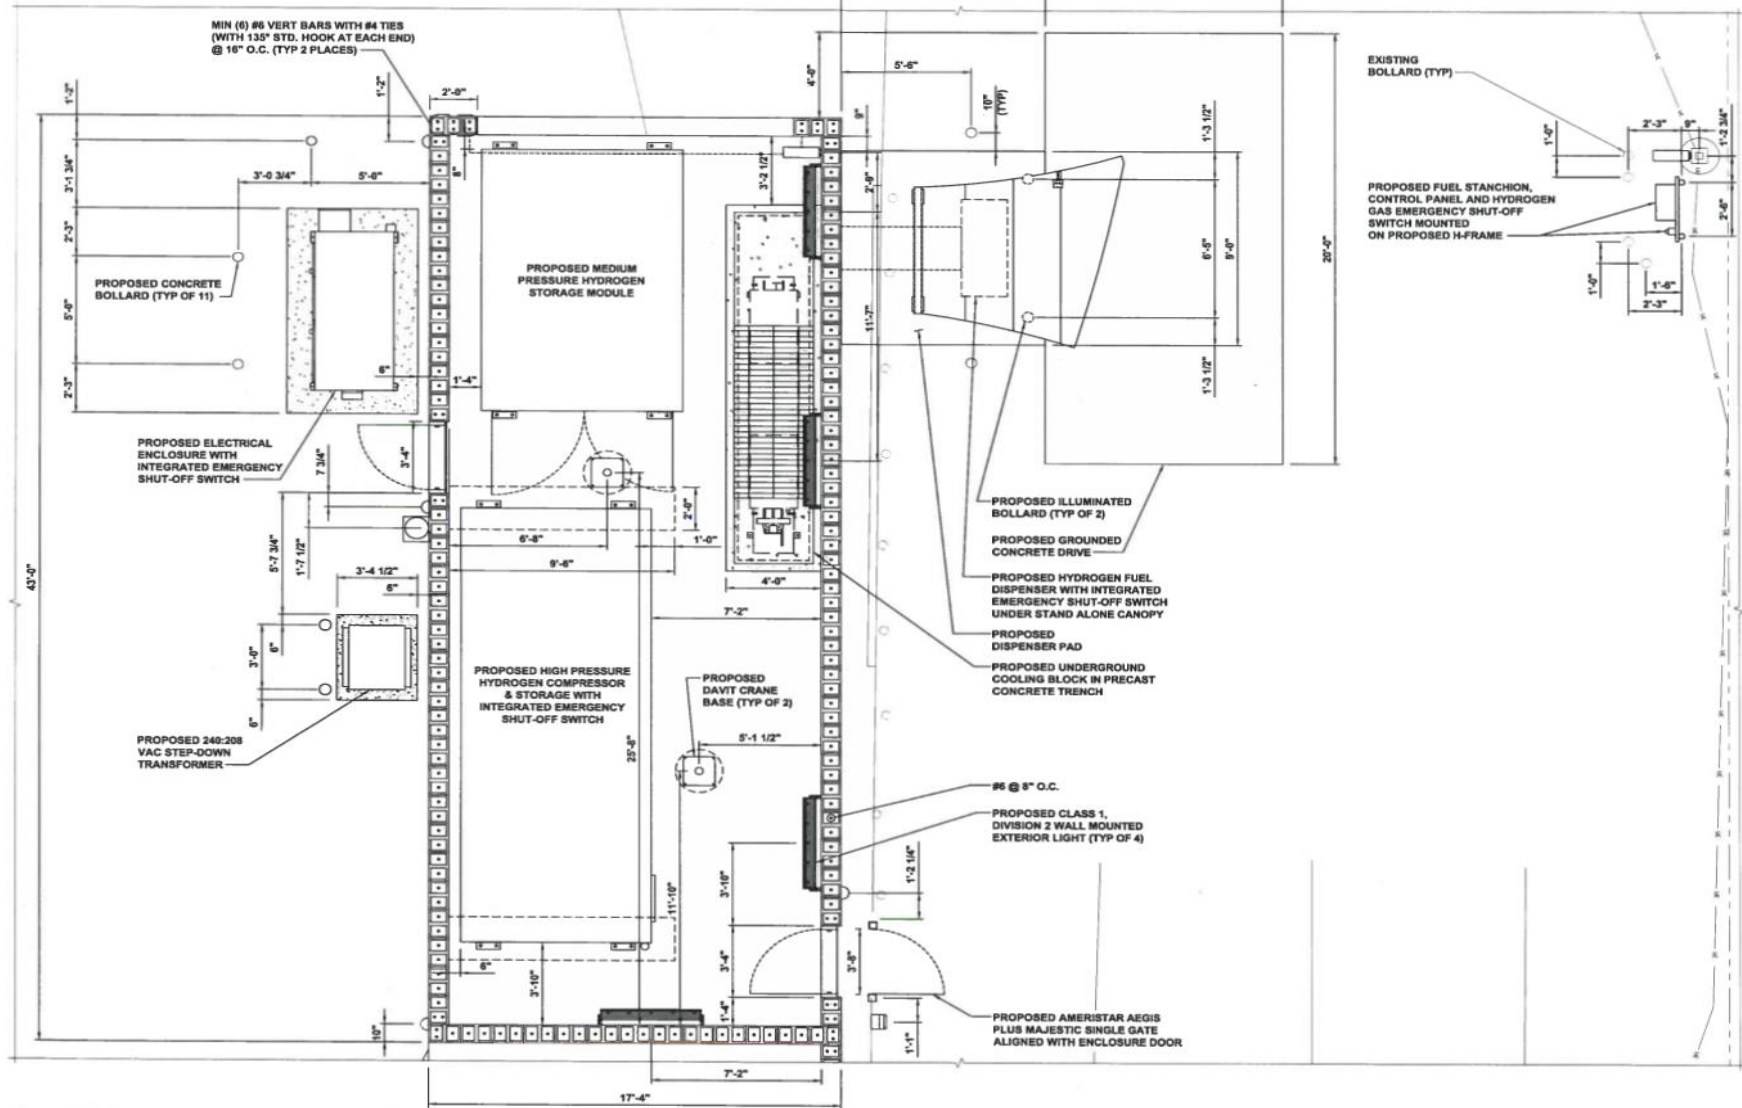 MIN (6) #6 VERT BARS WITH #4 TIES
(WITH 135° STD. HOOK AT EACH END)
@ 16" O.C. (TYP 2 PLACES)
1'-2"
1'-2"
2'-0"
4'-0"
5'-6"
10"
(TYP)
9"
1'-3 1/2"
20'-0"
EXISTING
BOLLARD (TYP)
2'-3"
9"
1'-2 3/4"
1'-0"
PROPOSED FUEL STANCHION,
CONTROL PANEL AND HYDROGEN
GAS EMERGENCY SHUT-OFF
SWITCH MOUNTED
ON PROPOSED H-FRAME
2'-6"
1'-0"
1'-6"
2'-3"
3'-1 3/4"
3'-0 3/4"
5'-0"
8"
3'-2 1/2"
2'-9"
6'-5"
9'-0"
2'-3"
PROPOSED CONCRETE
BOLLARD (TYP OF 11)
5'-0"
2'-3"
6"
1'-4"
PROPOSED MEDIUM
PRESSURE HYDROGEN
STORAGE MODULE
11'-7"
1'-3 1/2"
PROPOSED ELECTRICAL
ENCLOSURE WITH
INTEGRATED EMERGENCY
SHUT-OFF SWITCH
7 3/4"
3'-4"
43'-0"
5'-7 3/4"
1'-7 1/2"
2'-0"
6'-8"
1'-0"
9'-6"
4'-0"
3'-4 1/2"
6"
7'-2"
PROPOSED ILLUMINATED
BOLLARD (TYP OF 2)
PROPOSED GROUNDED
CONCRETE DRIVE
PROPOSED HYDROGEN FUEL
DISPENSER WITH INTEGRATED
EMERGENCY SHUT-OFF SWITCH
UNDER STAND ALONE CANOPY
PROPOSED
DISPENSER PAD
PROPOSED UNDERGROUND
COOLING BLOCK IN PRECAST
CONCRETE TRENCH
6"
3'-0"
6"
PROPOSED 240:208
VAC STEP-DOWN
TRANSFORMER
PROPOSED HIGH PRESSURE
HYDROGEN COMPRESSOR
& STORAGE WITH
INTEGRATED EMERGENCY
SHUT-OFF SWITCH
PROPOSED
DAVIT CRANE
BASE (TYP OF 2)
25'-8"
5'-1 1/2"
#6 @ 8" O.C.
PROPOSED CLASS 1,
DIVISION 2 WALL MOUNTED
EXTERIOR LIGHT (TYP OF 4)
11'-10"
3'-10"
1'-2 1/4"
6"
3'-10"
3'-4"
3'-8"
1'-4"
10"
1'-1"
PROPOSED AMERISTAR AEGIS
PLUS MAJESTIC SINGLE GATE
ALIGNED WITH ENCLOSURE DOOR
7'-2"
17'-4"